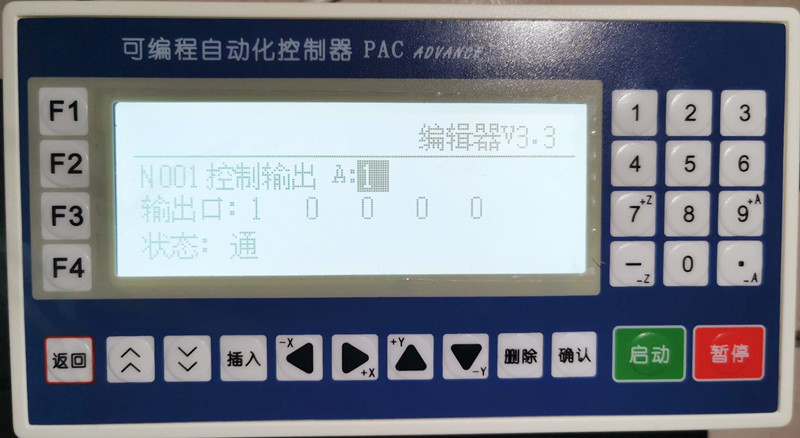 可编程自动化控制器 PAC ADVANCE
F1
F2
F3
F4
编辑器V3.3
N001 控制输出 A:1
输出口: 1 0 0 0 0
状态: 通
1 2 3
4 5 6
7 +Z 8 9 +A
− −Z 0 . −A
返回 插入 −X +X +Y −Y 删除 确认 启动 暂停